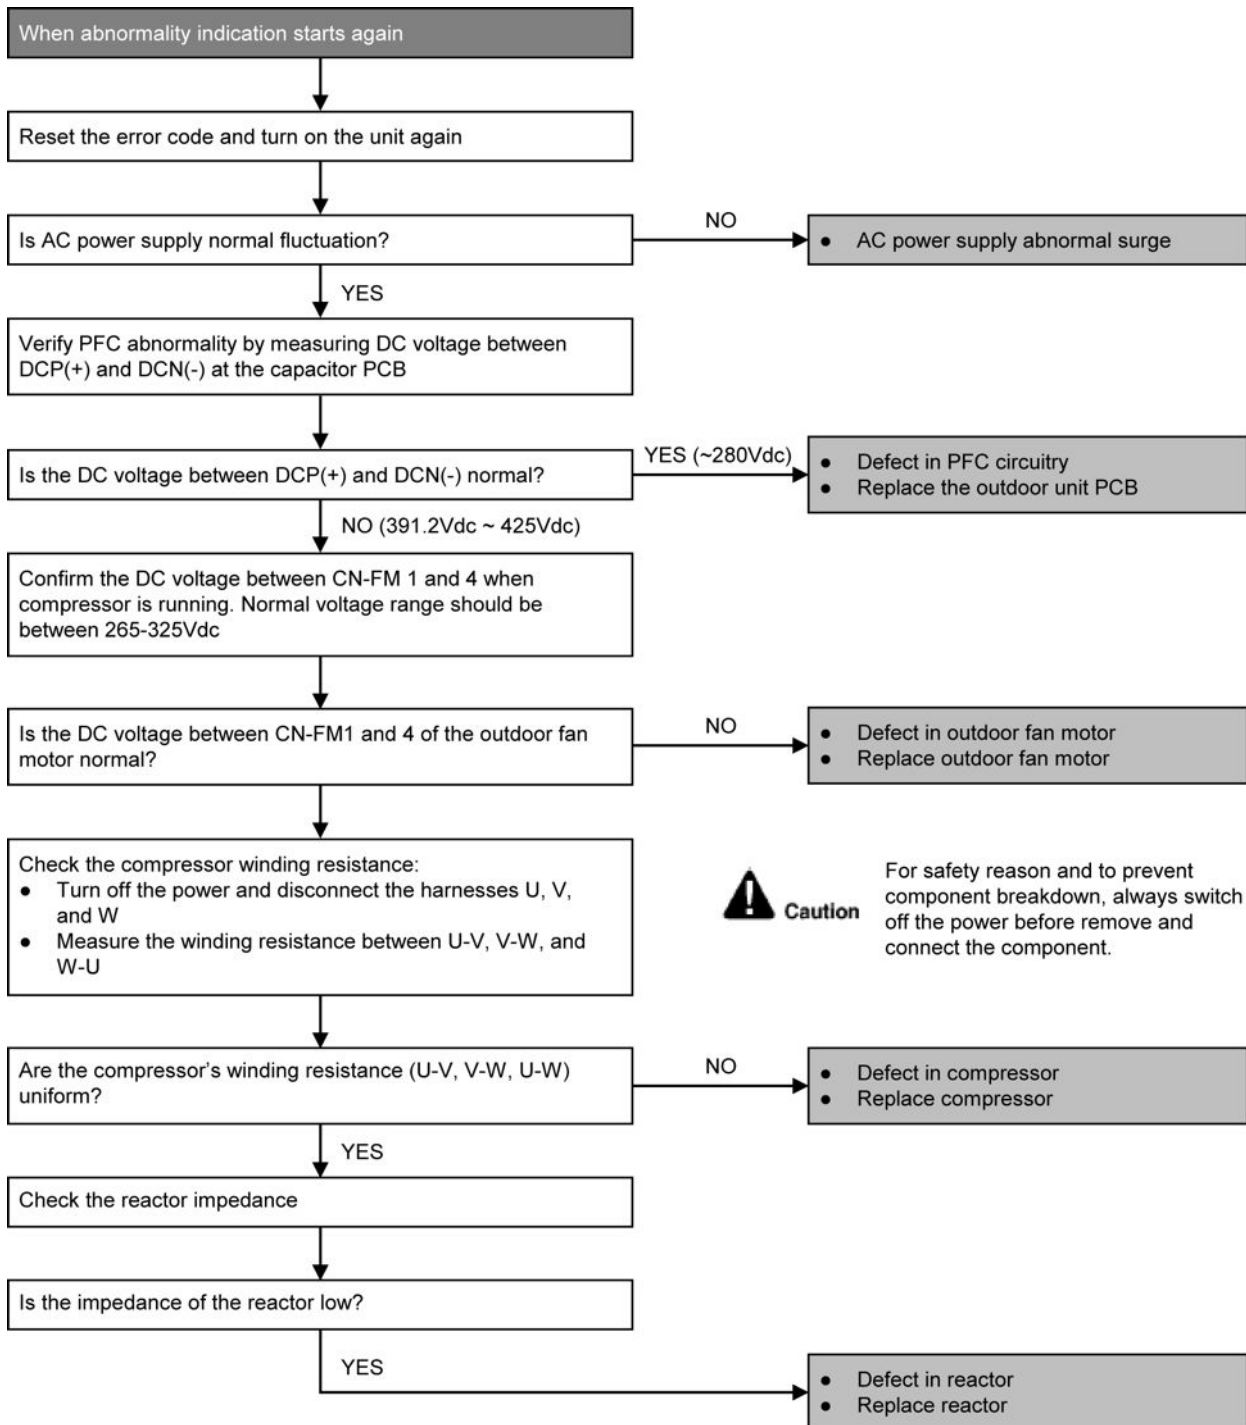 When abnormality indication starts again
Reset the error code and turn on the unit again
Is AC power supply normal fluctuation?
NO
● AC power supply abnormal surge
YES
Verify PFC abnormality by measuring DC voltage between
DCP(+) and DCN(-) at the capacitor PCB
Is the DC voltage between DCP(+) and DCN(-) normal?
YES (~280Vdc)
● Defect in PFC circuitry
● Replace the outdoor unit PCB
NO (391.2Vdc ~ 425Vdc)
Confirm the DC voltage between CN-FM 1 and 4 when
compressor is running. Normal voltage range should be
between 265-325Vdc
Is the DC voltage between CN-FM1 and 4 of the outdoor fan
motor normal?
NO
● Defect in outdoor fan motor
● Replace outdoor fan motor
Check the compressor winding resistance:
● Turn off the power and disconnect the harnesses U, V,
and W
● Measure the winding resistance between U-V, V-W, and
W-U
Caution
For safety reason and to prevent
component breakdown, always switch
off the power before remove and
connect the component.
Are the compressor's winding resistance (U-V, V-W, U-W)
uniform?
NO
● Defect in compressor
● Replace compressor
YES
Check the reactor impedance
Is the impedance of the reactor low?
YES
● Defect in reactor
● Replace reactor